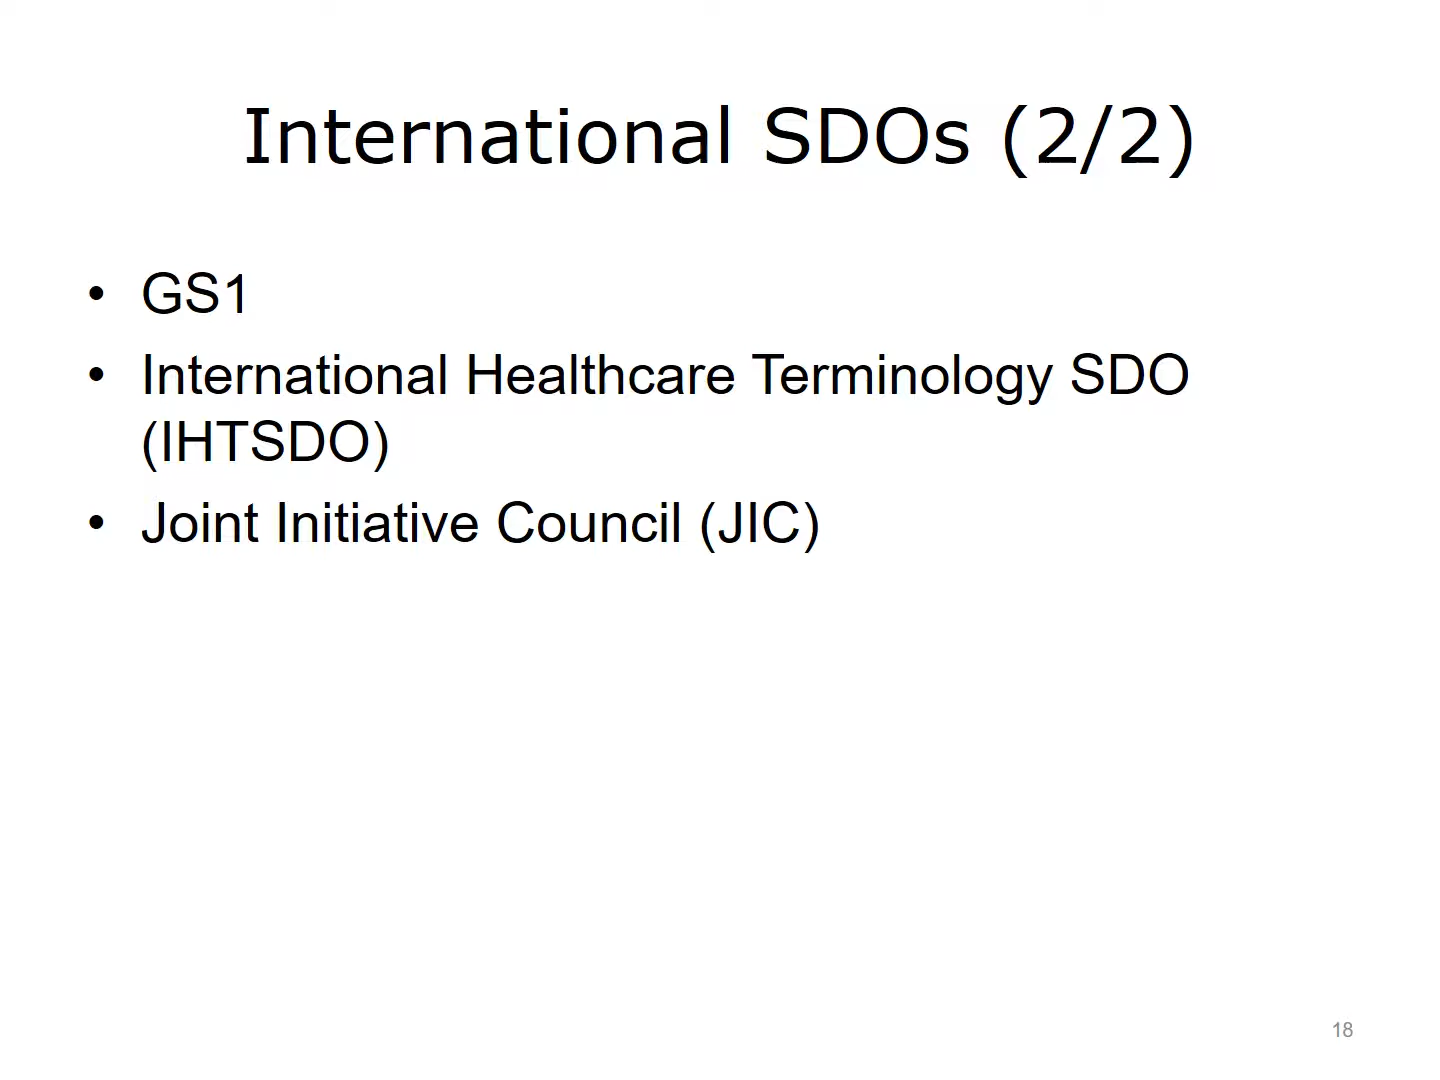 International SDOs (2/2)
• GS1
• International Healthcare Terminology SDO
(IHTSDO)
• Joint Initiative Council (JIC)
18